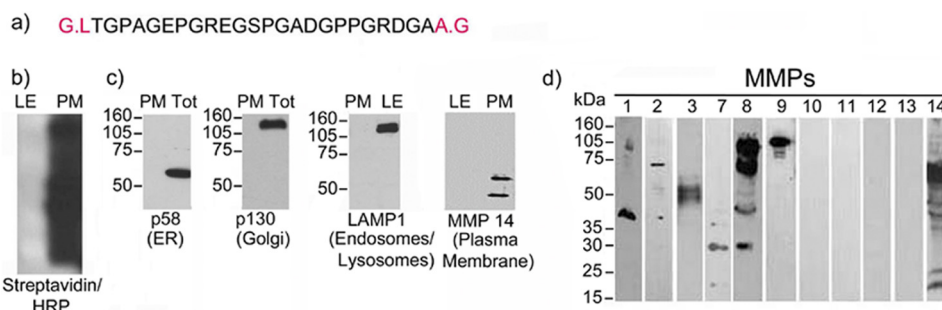 a) G.LTGPAGEPGREGSPGADGPPGRDGAA.G
b)
LE PM
Streptavidin/
HRP
c)
PM Tot
160
105
75
50
p58
(ER)
PM Tot
160
105
75
50
p130
(Golgi)
PM LE
160
105
75
50
LAMP1
(Endosomes/
Lysosomes)
LE PM
MMP 14
(Plasma
Membrane)
d)
MMPs
kDa
1 2 3 7 8 9 10 11 12 13 14
160
105
75
50
35
30
25
15